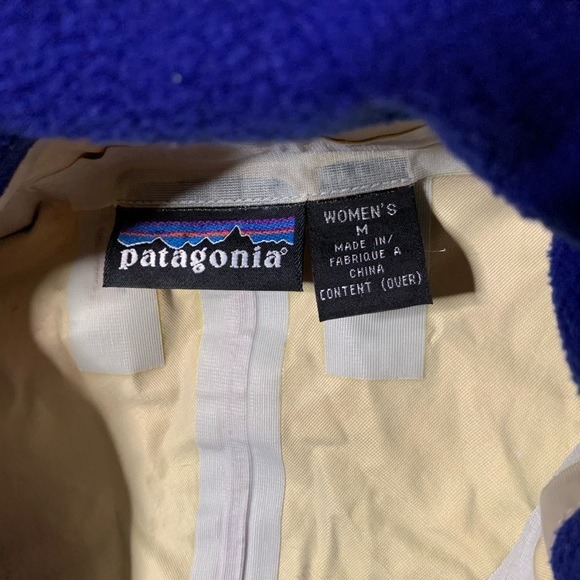 patagonia®
WOMEN'S
M
MADE IN/
FABRIQUE A
CHINA
CONTENT (OVER)